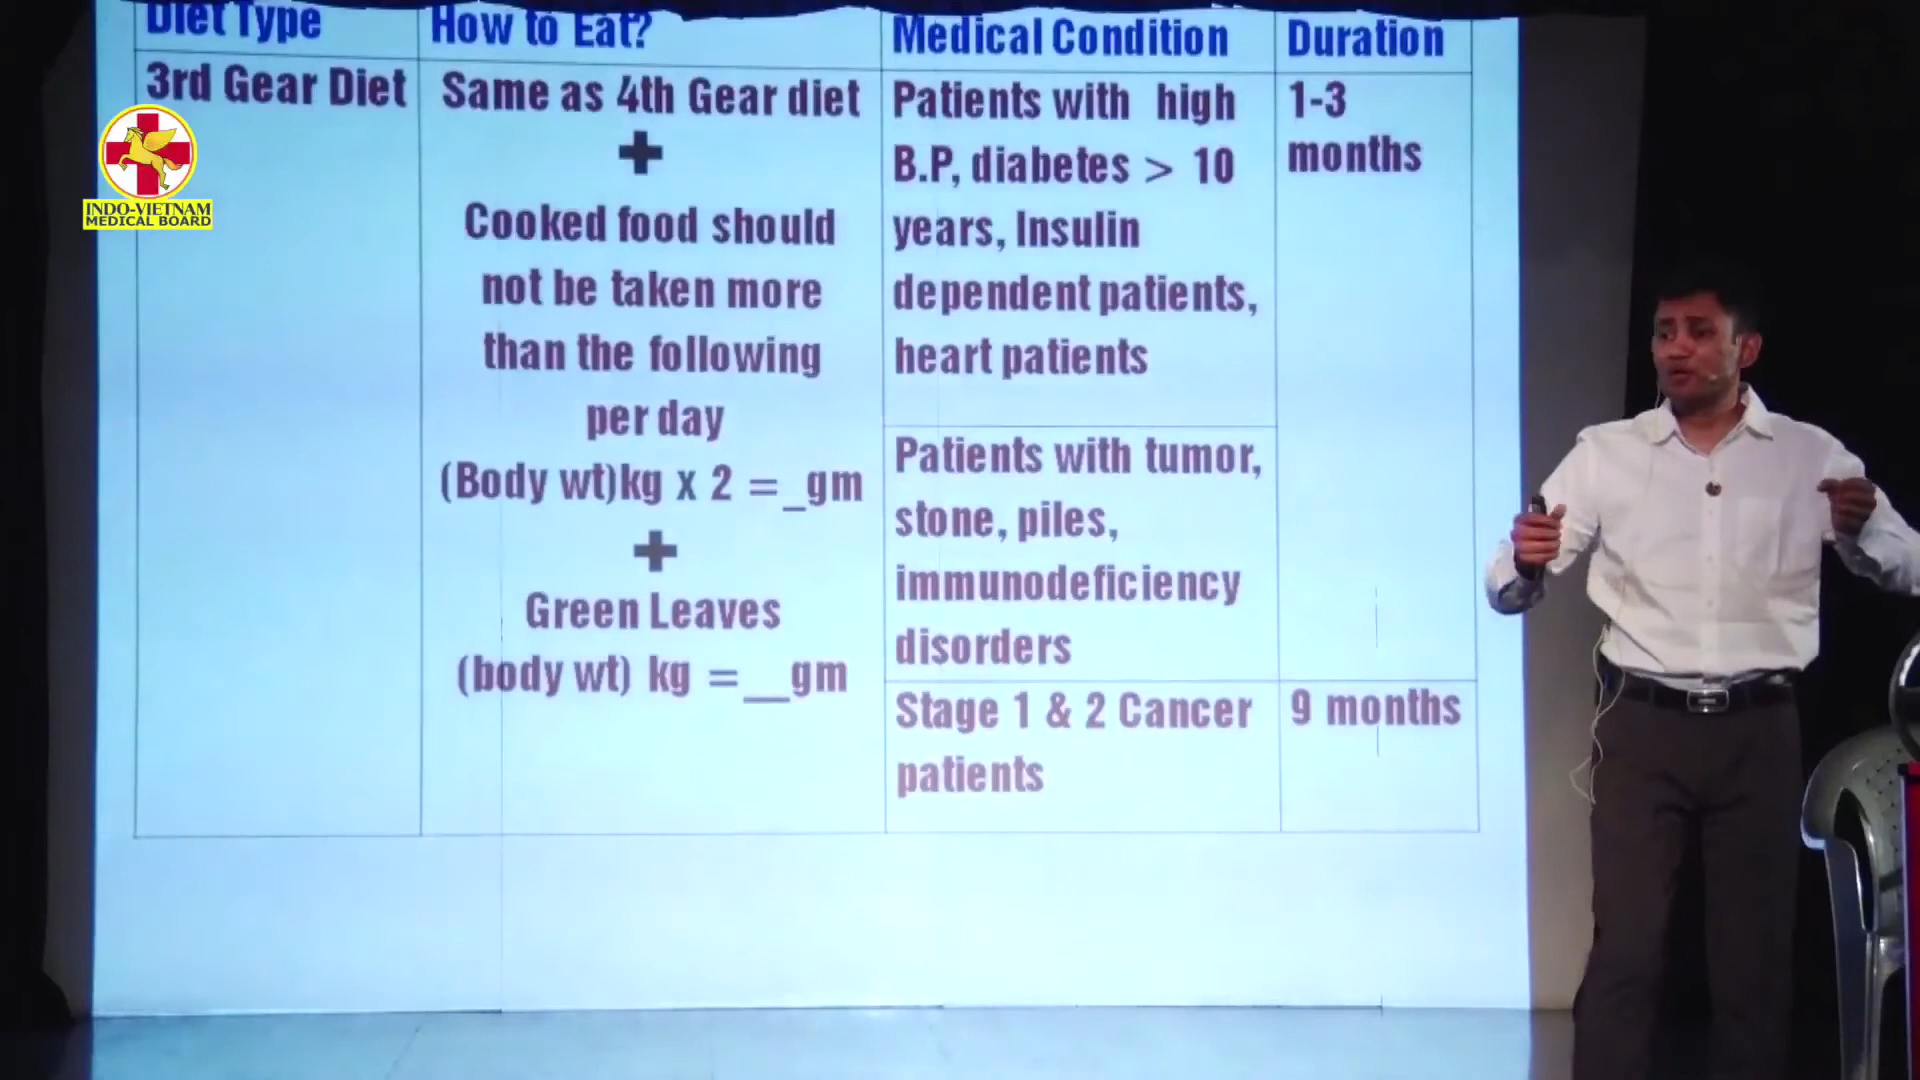 Diet Type
How to Eat?
Medical Condition
Duration
3rd Gear Diet
Same as 4th Gear diet
+
Cooked food should
not be taken more
than the following
per day
(Body wt)kg x 2 =_gm
+
Green Leaves
(body wt) kg =__gm
Patients with high
B.P, diabetes > 10
years, Insulin
dependent patients,
heart patients
1-3
months
Patients with tumor,
stone, piles,
immunodeficiency
disorders
Stage 1 & 2 Cancer
patients
9 months
INDO-VIETNAM
MEDICAL BOARD